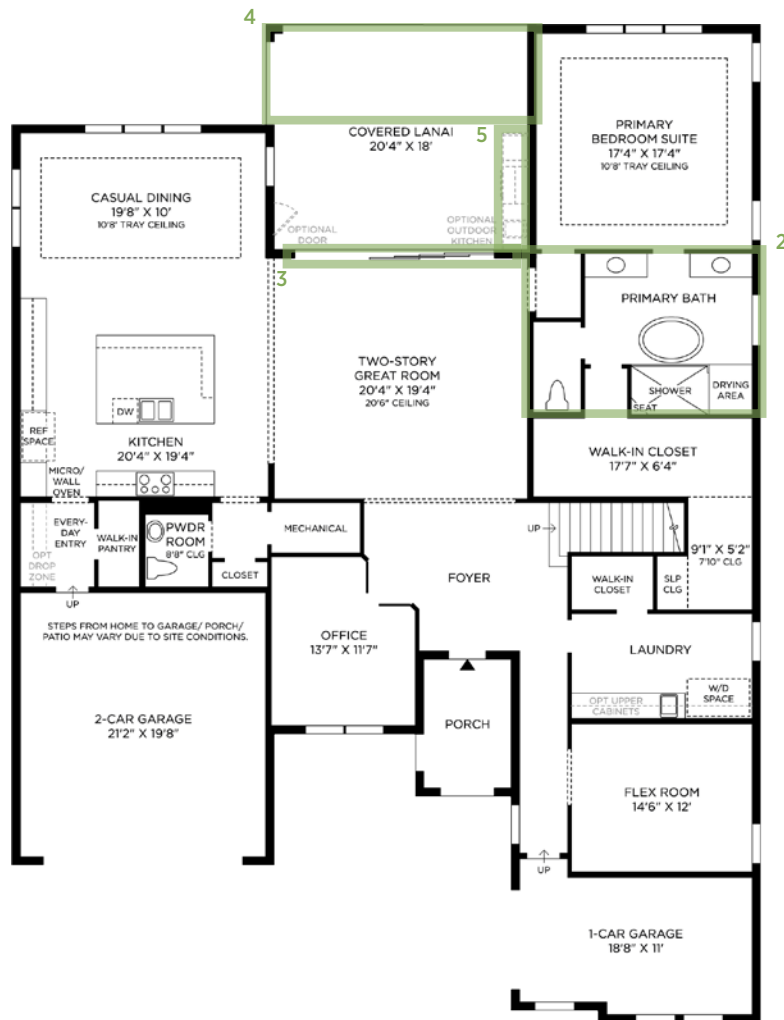 4
COVERED LANAI
20'4" X 18'
5
PRIMARY
BEDROOM SUITE
17'4" X 17'4"
10'8' TRAY CEILING
CASUAL DINING
19'8" X 10'
10'8' TRAY CEILING
OPTIONAL
DOOR
OPTIONAL
OUTDOOR
KITCHEN
2
3
PRIMARY BATH
TWO-STORY
GREAT ROOM
20'4" X 19'4"
20'6" CEILING
SHOWER
DRYING
AREA
SEAT
DW
REF
SPACE
KITCHEN
20'4" X 19'4"
MICRO/
WALL
OVEN
WALK-IN CLOSET
17'7" X 6'4"
EVERY-
DAY
ENTRY
WALK-IN
PANTRY
PWDR
ROOM
8'8" CLG
MECHANICAL
UP
OPT
DROP
ZONE
CLOSET
9'1" X 5'2"
7'10" CLG
FOYER
WALK-IN
CLOSET
SLP
CLG
UP
STEPS FROM HOME TO GARAGE/ PORCH/
PATIO MAY VARY DUE TO SITE CONDITIONS.
OFFICE
13'7" X 11'7"
LAUNDRY
W/D
SPACE
OPT UPPER
CABINETS
2-CAR GARAGE
21'2" X 19'8"
PORCH
FLEX ROOM
14'6" X 12'
UP
1-CAR GARAGE
18'8" X 11'